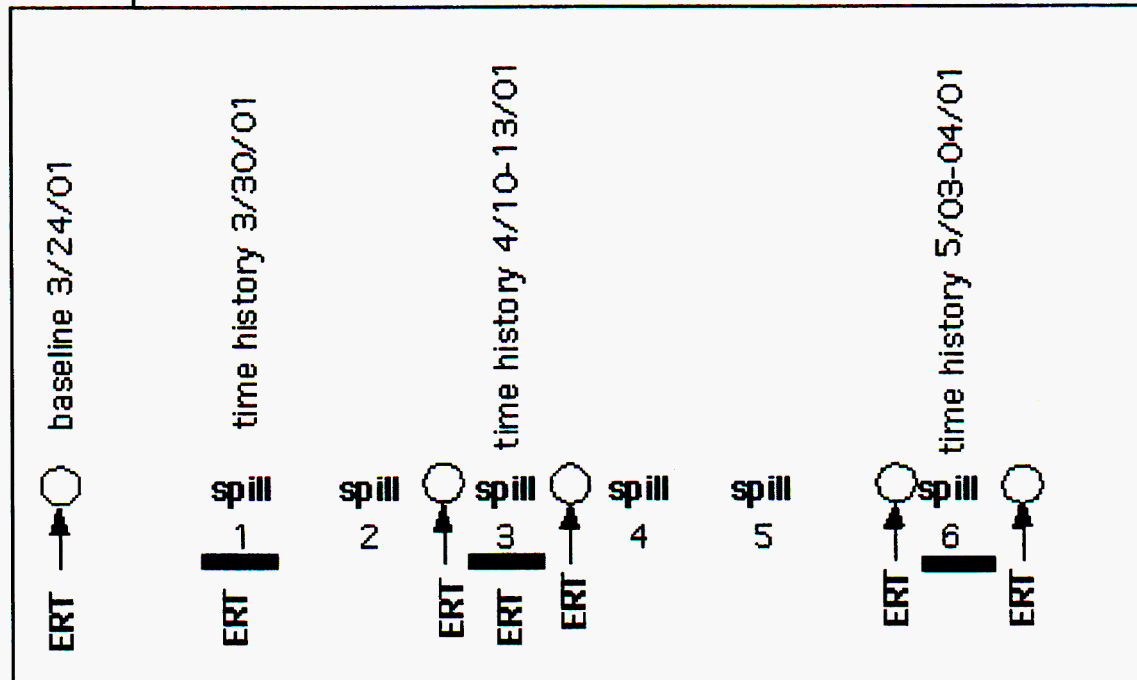 baseline 3/24/01
time history 3/30/01
time history 4/10-13/01
time history 5/03-04/01
spill
1
spill
2
spill
3
spill
4
spill
5
spill
6
ERT
ERT
ERT
ERT
ERT
ERT